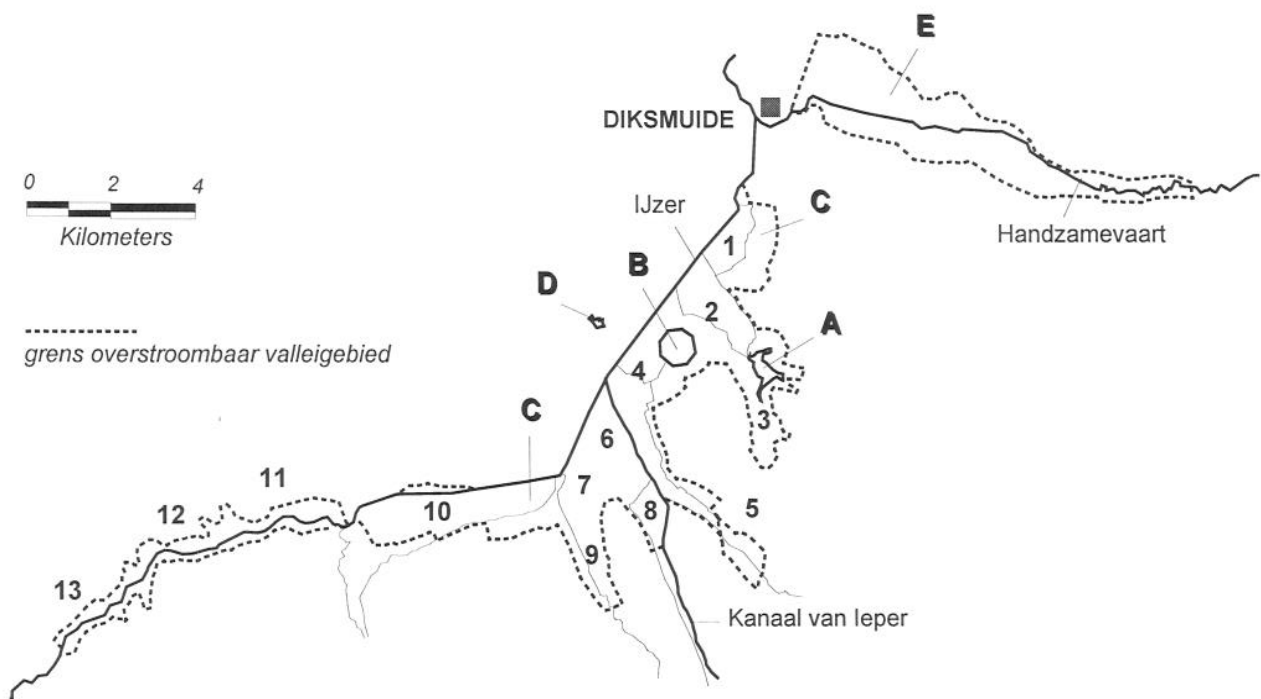 E
DIKSMUIDE
0 2 4
Kilometers
IJzer
C
Handzamevaart
1
B
D
2
A
grens overstroombaar valleigebied
4
3
C
6
11
7
5
10
8
12
9
13
Kanaal van Ieper